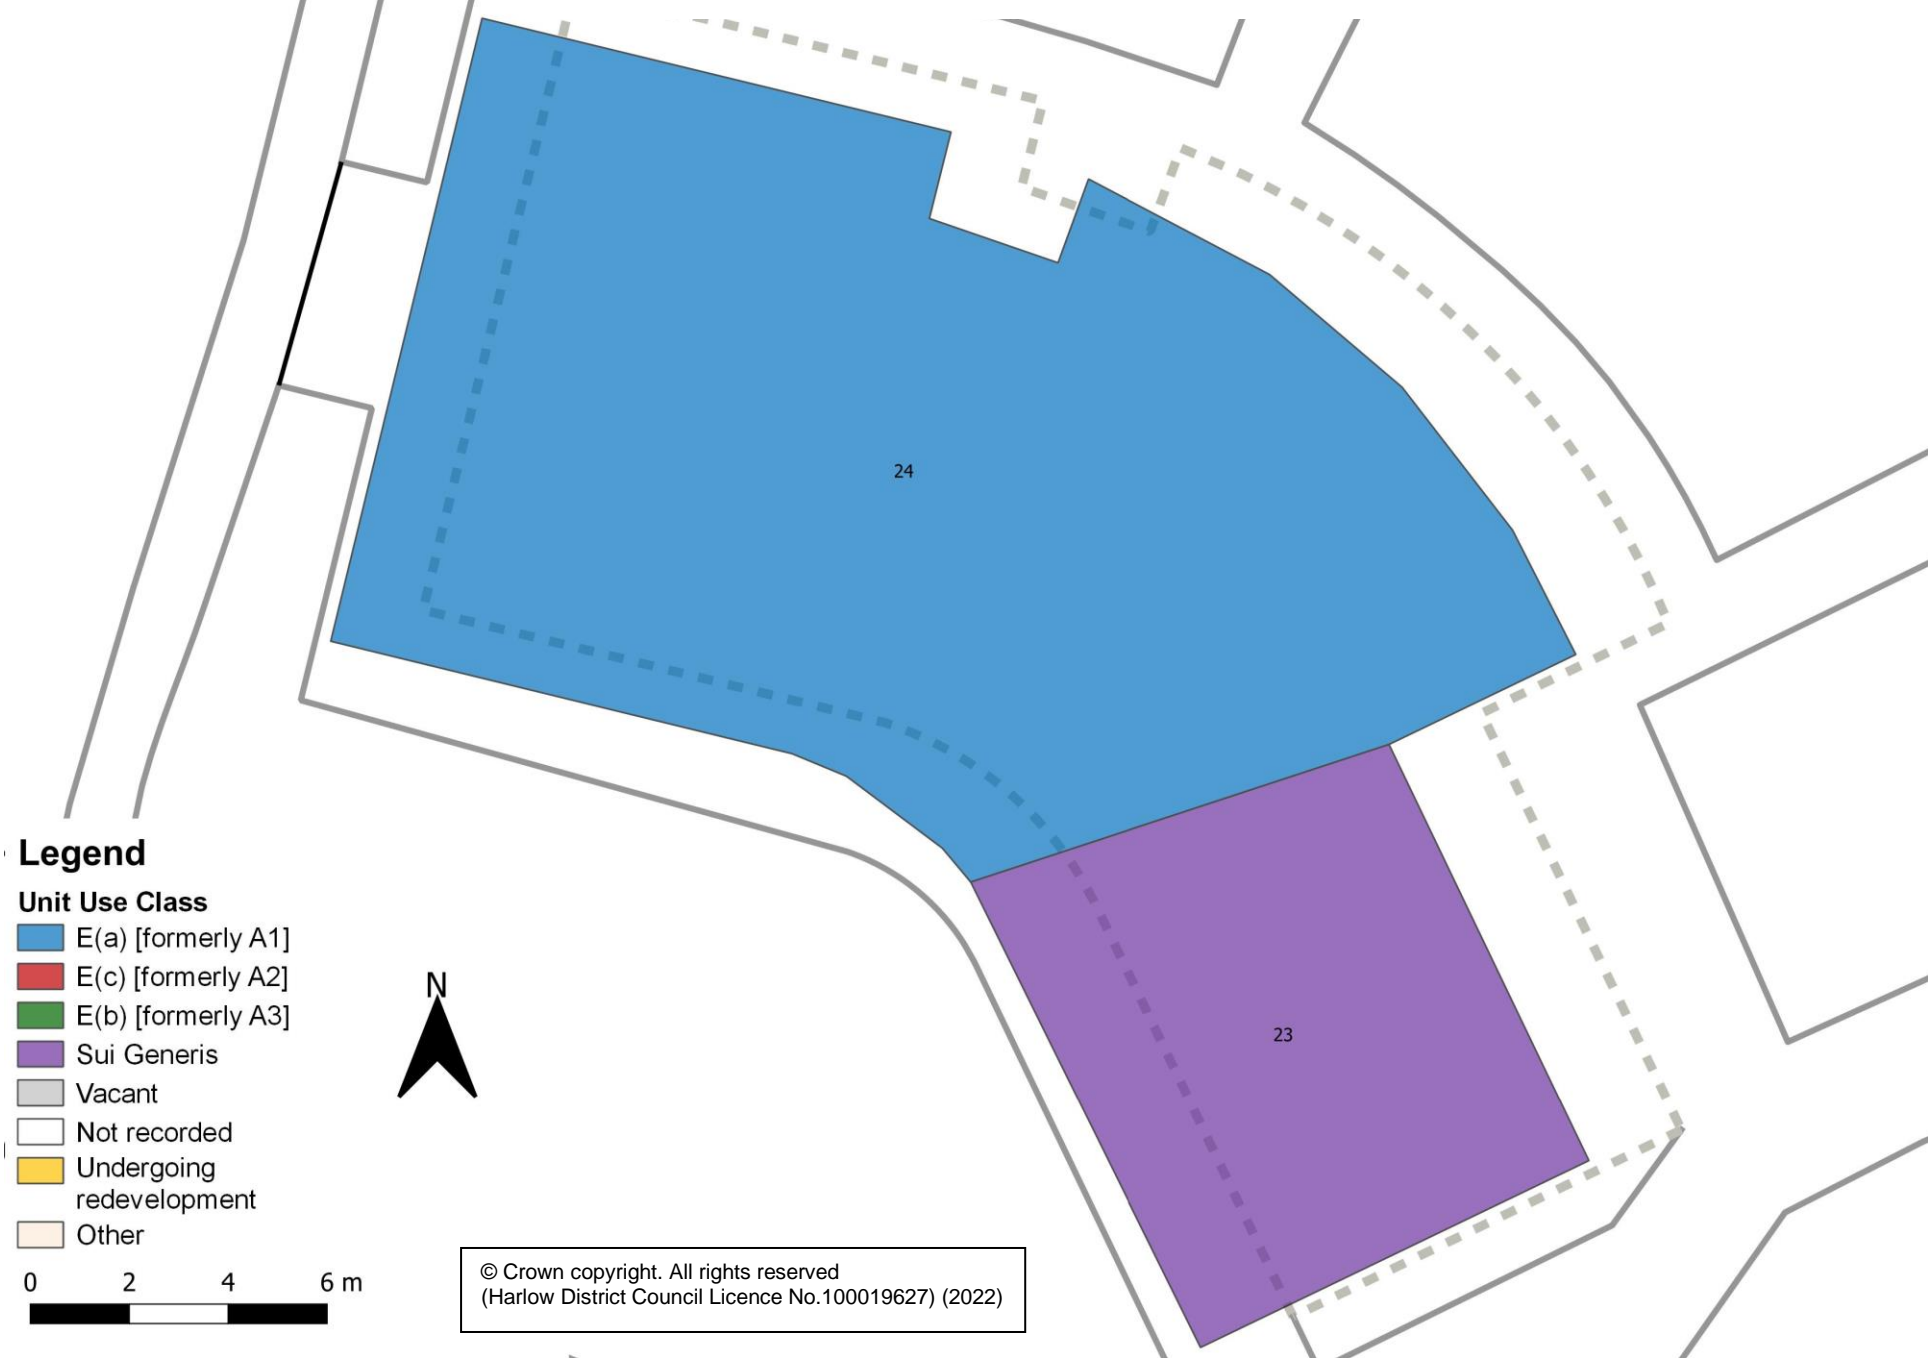 24
23
Legend
Unit Use Class
E(a) [formerly A1]
E(c) [formerly A2]
E(b) [formerly A3]
Sui Generis
Vacant
Not recorded
Undergoing
redevelopment
Other
N
0 2 4 6 m
© Crown copyright. All rights reserved
(Harlow District Council Licence No.100019627) (2022)